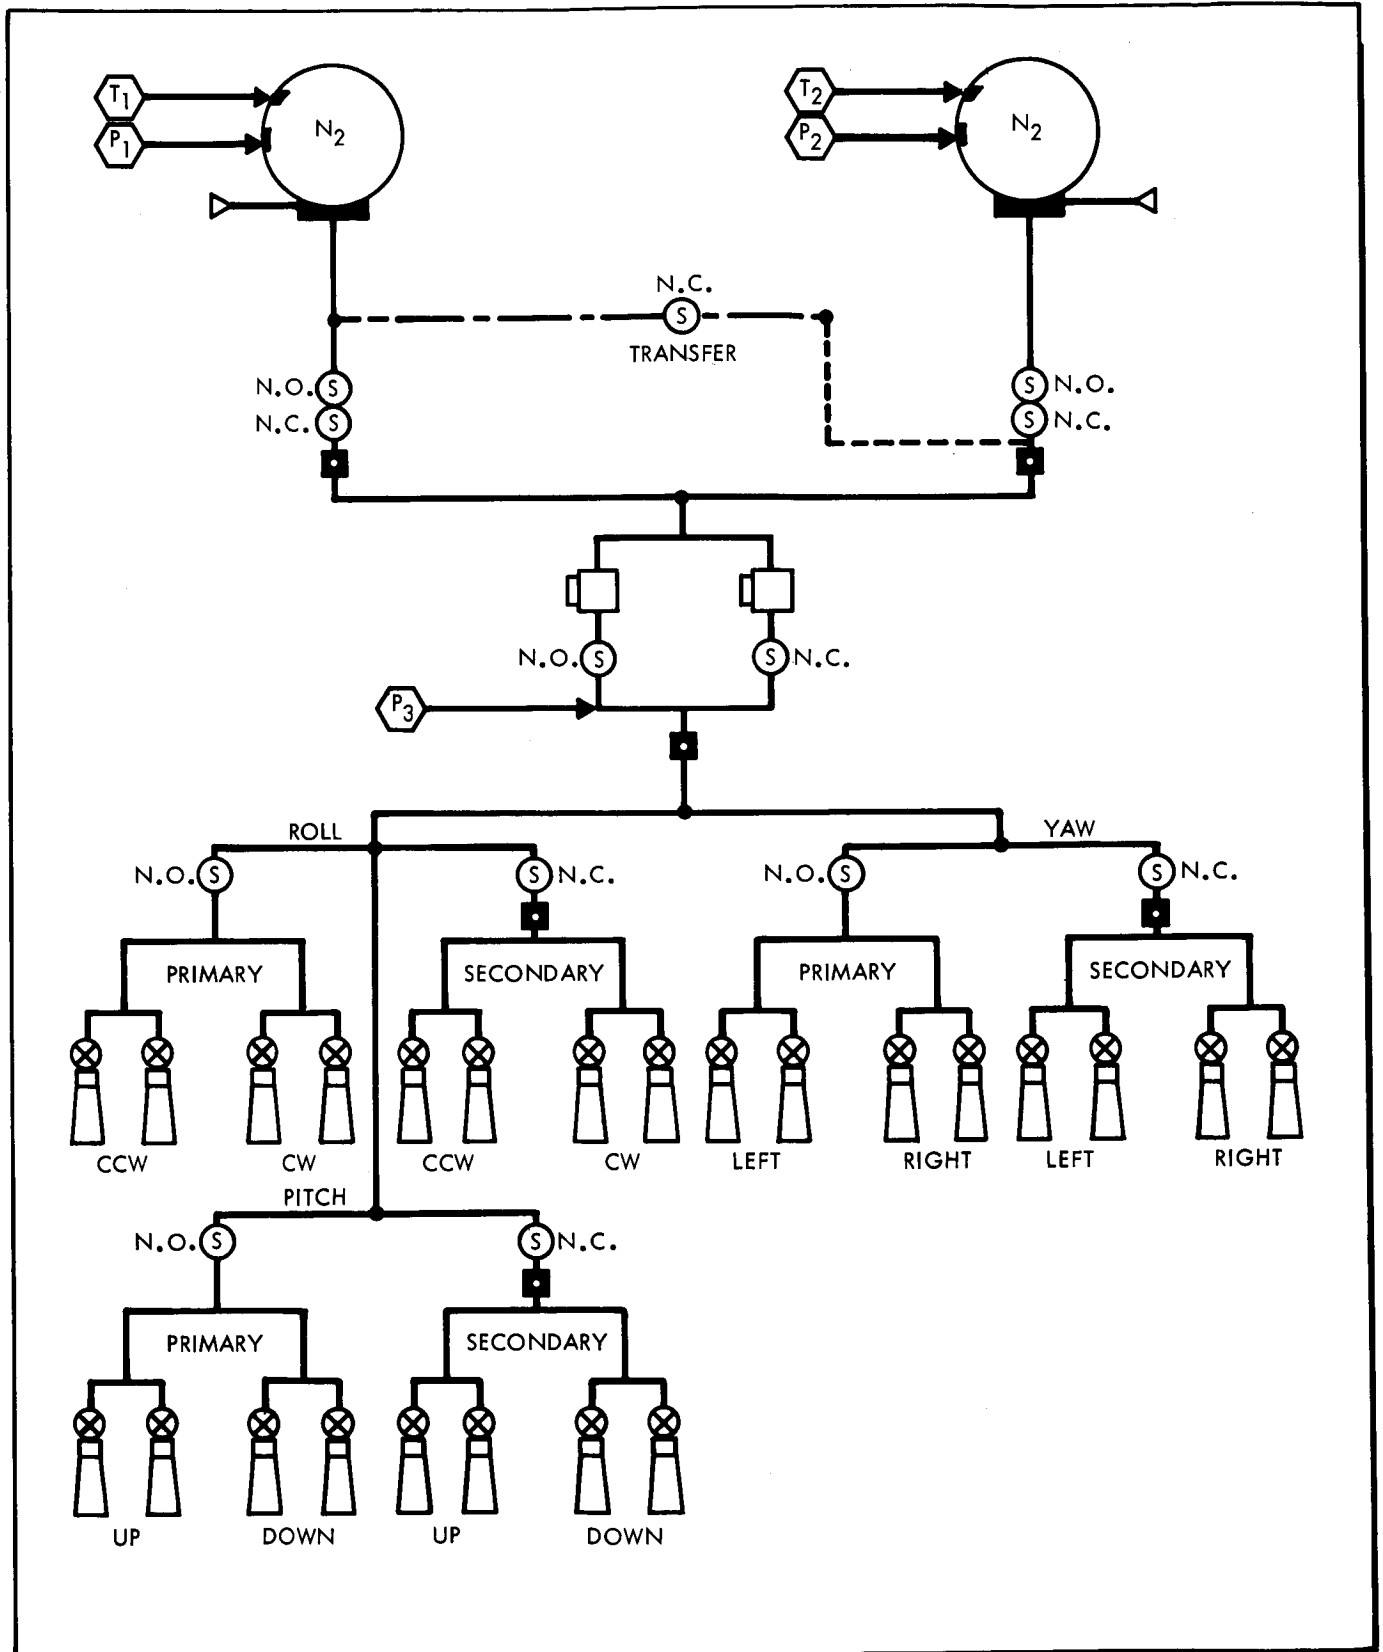 T1
N2
P1
T2
N2
P2
N.C.
S
TRANSFER
N.O. S
N.C. S
S N.O.
S N.C.
N.O. S
S N.C.
P3
ROLL
YAW
N.O. S
S N.C.
N.O. S
S N.C.
PRIMARY
SECONDARY
PRIMARY
SECONDARY
CCW
CW
CCW
CW
LEFT
RIGHT
LEFT
RIGHT
PITCH
N.O. S
S N.C.
PRIMARY
SECONDARY
UP
DOWN
UP
DOWN